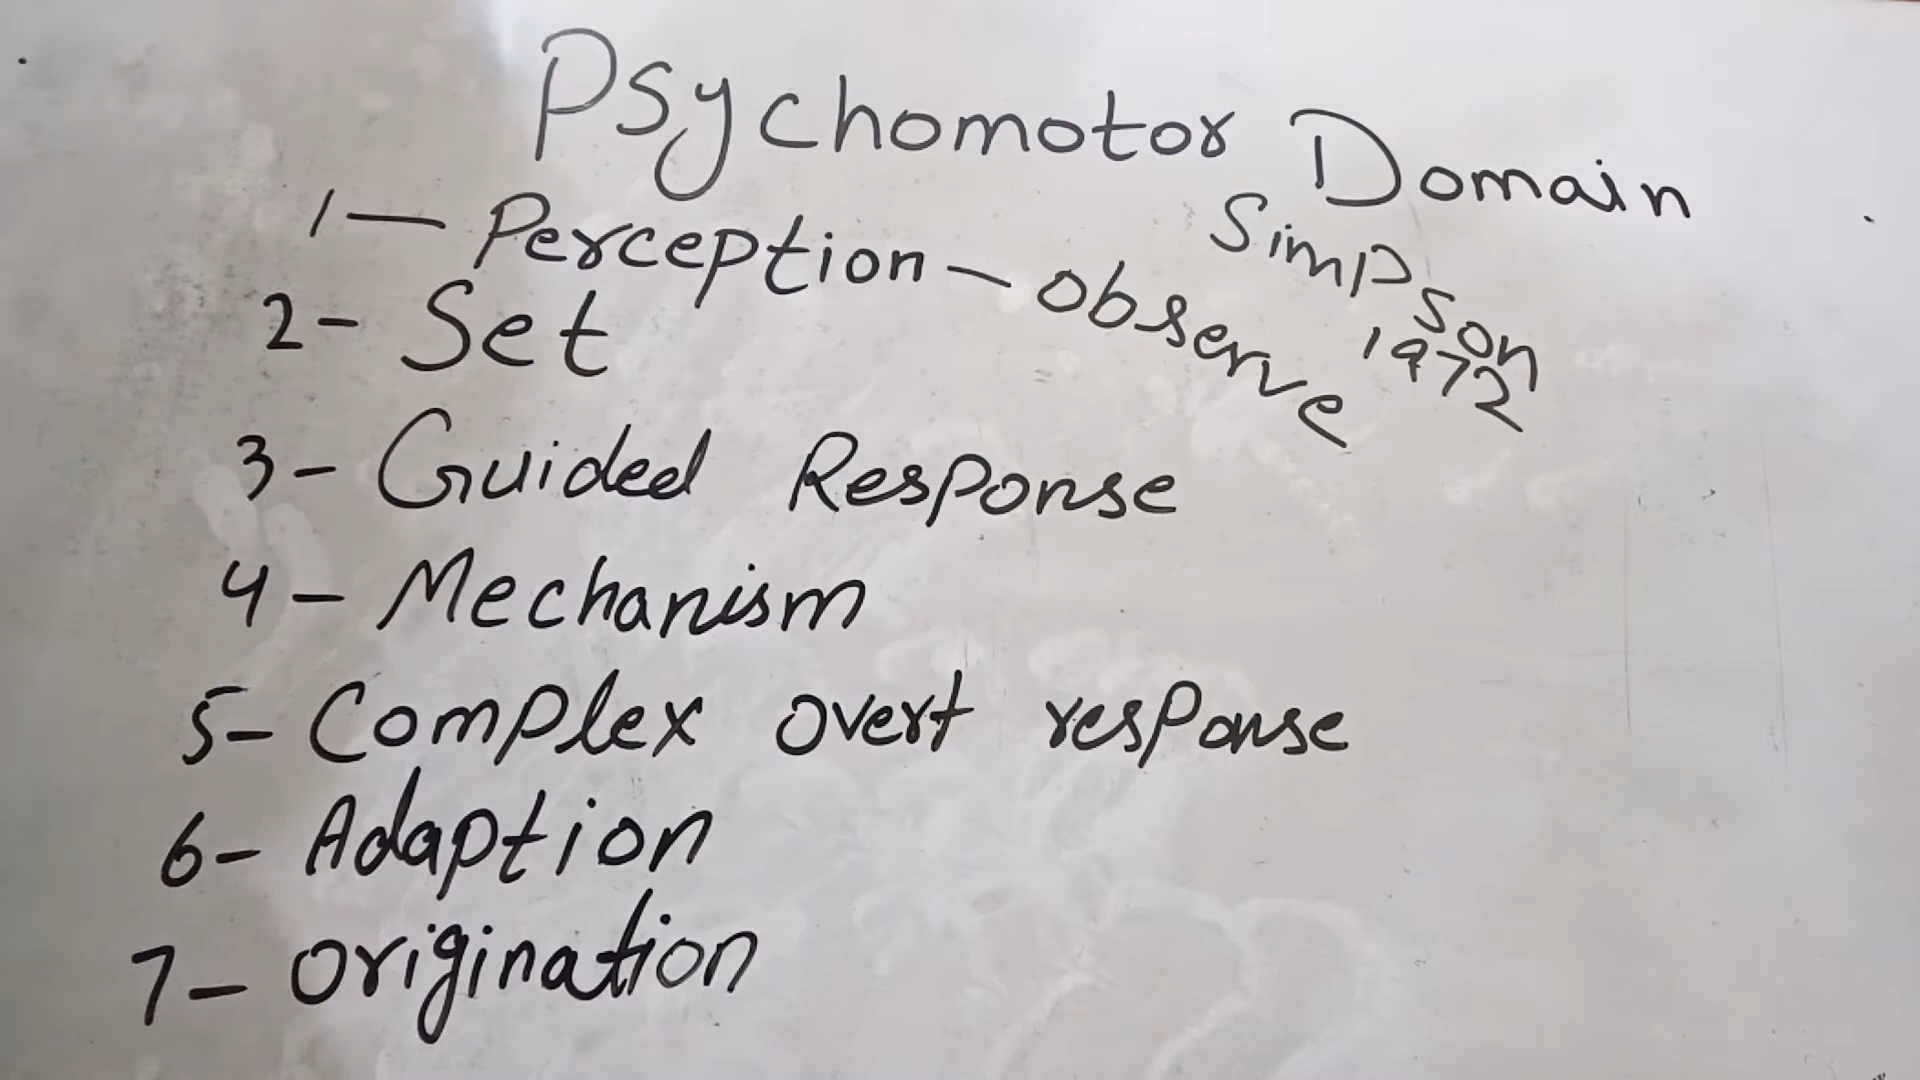 Psychomotor Domain
Simpson
1972
1- Perception - observe
2- Set
3- Guided Response
4- Mechanism
5- Complex overt response
6- Adaption
7- origination